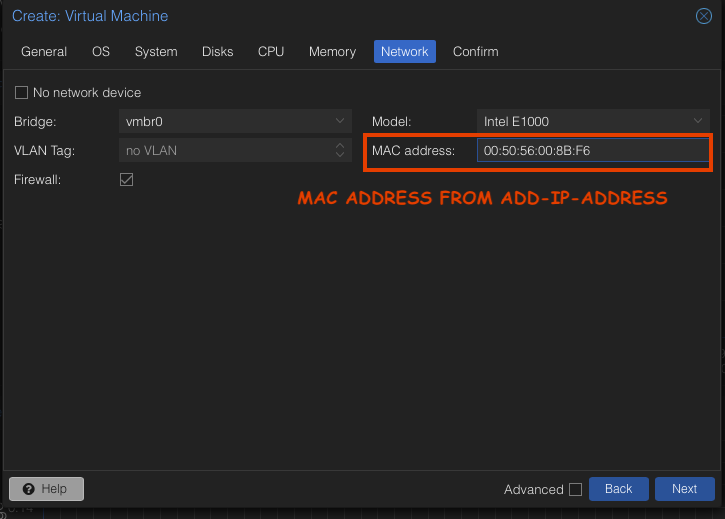 Create: Virtual Machine
General OS System Disks CPU Memory Network Confirm
No network device
Bridge: vmbr0 Model: Intel E1000
VLAN Tag: no VLAN MAC address: 00:50:56:00:8B:F6
Firewall:
MAC ADDRESS FROM ADD-IP-ADDRESS
Help Advanced Back Next